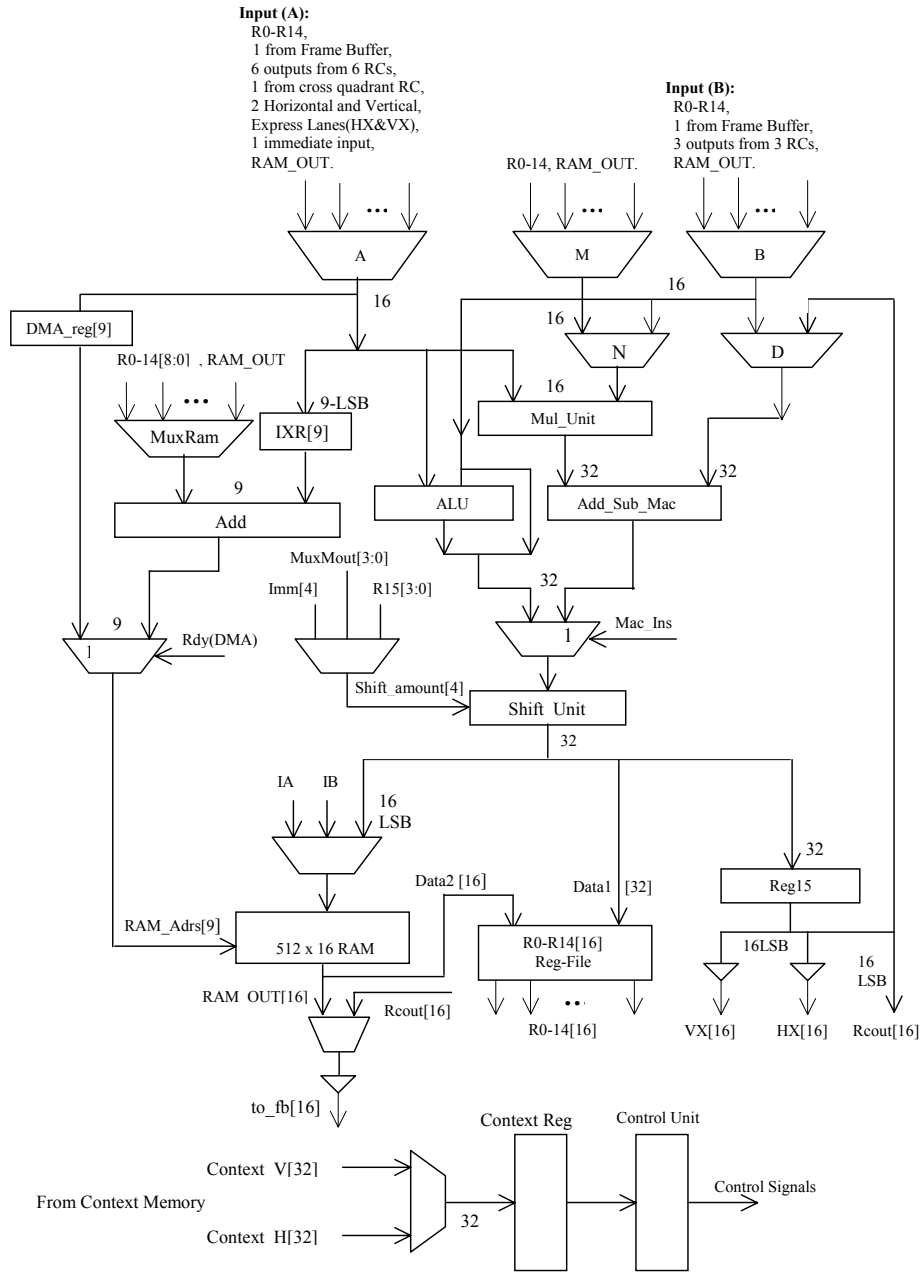 Input (A):
R0-R14,
1 from Frame Buffer,
6 outputs from 6 RCs,
1 from cross quadrant RC,
2 Horizontal and Vertical,
Express Lanes(HX&VX),
1 immediate input,
RAM_OUT.
Input (B):
R0-R14,
1 from Frame Buffer,
3 outputs from 3 RCs,
RAM_OUT.
R0-14, RAM_OUT.
...
...
...
A
M
B
16
16
16
DMA_reg[9]
N
D
R0-14[8:0] , RAM_OUT
...
9-LSB
16
MuxRam
IXR[9]
Mul_Unit
9
32
32
Add
ALU
Add_Sub_Mac
MuxMout[3:0]
Imm[4]
R15[3:0]
32
9
1
Rdy(DMA)
1
Mac_Ins
Shift_amount[4]
Shift Unit
32
IA
IB
16
LSB
32
Data2 [16]
Data1 [32]
Reg15
RAM_Adrs[9]
512 x 16 RAM
R0-R14[16]
Reg-File
16LSB
16
LSB
RAM_OUT[16]
Rcout[16]
...
R0-14[16]
VX[16]
HX[16]
Rcout[16]
to_fb[16]
Context Reg
Control Unit
Context V[32]
From Context Memory
32
Control Signals
Context H[32]